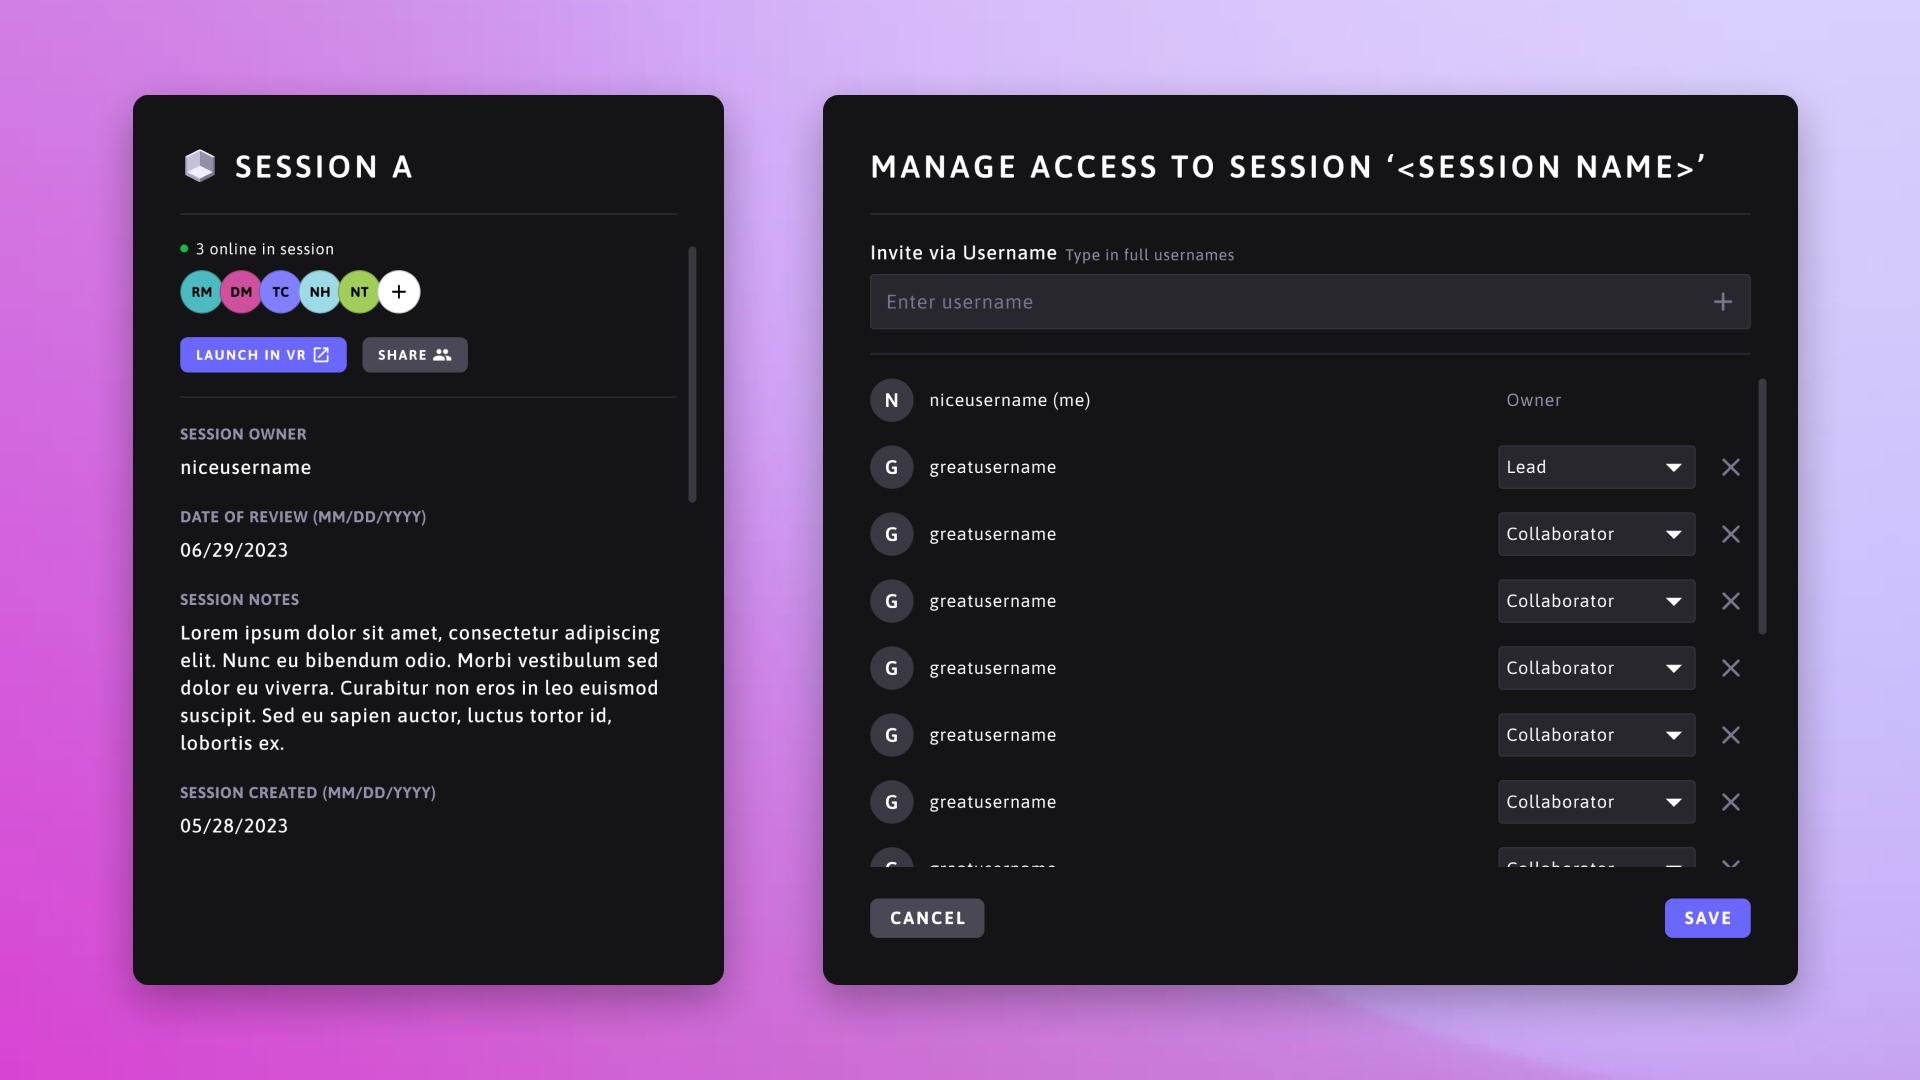 SESSION A
3 online in session
RM DM TC NH NT +
LAUNCH IN VR
SHARE
SESSION OWNER
niceusername
DATE OF REVIEW (MM/DD/YYYY)
06/29/2023
SESSION NOTES
Lorem ipsum dolor sit amet, consectetur adipiscing
elit. Nunc eu bibendum odio. Morbi vestibulum sed
dolor eu viverra. Curabitur non eros in leo euismod
suscipit. Sed eu sapien auctor, luctus tortor id,
lobortis ex.
SESSION CREATED (MM/DD/YYYY)
05/28/2023
MANAGE ACCESS TO SESSION ‘<SESSION NAME>’
Invite via Username Type in full usernames
Enter username +
N niceusername (me) Owner
G greatusername Lead
G greatusername Collaborator
G greatusername Collaborator
G greatusername Collaborator
G greatusername Collaborator
G greatusername Collaborator
G greatusername Collaborator
CANCEL
SAVE